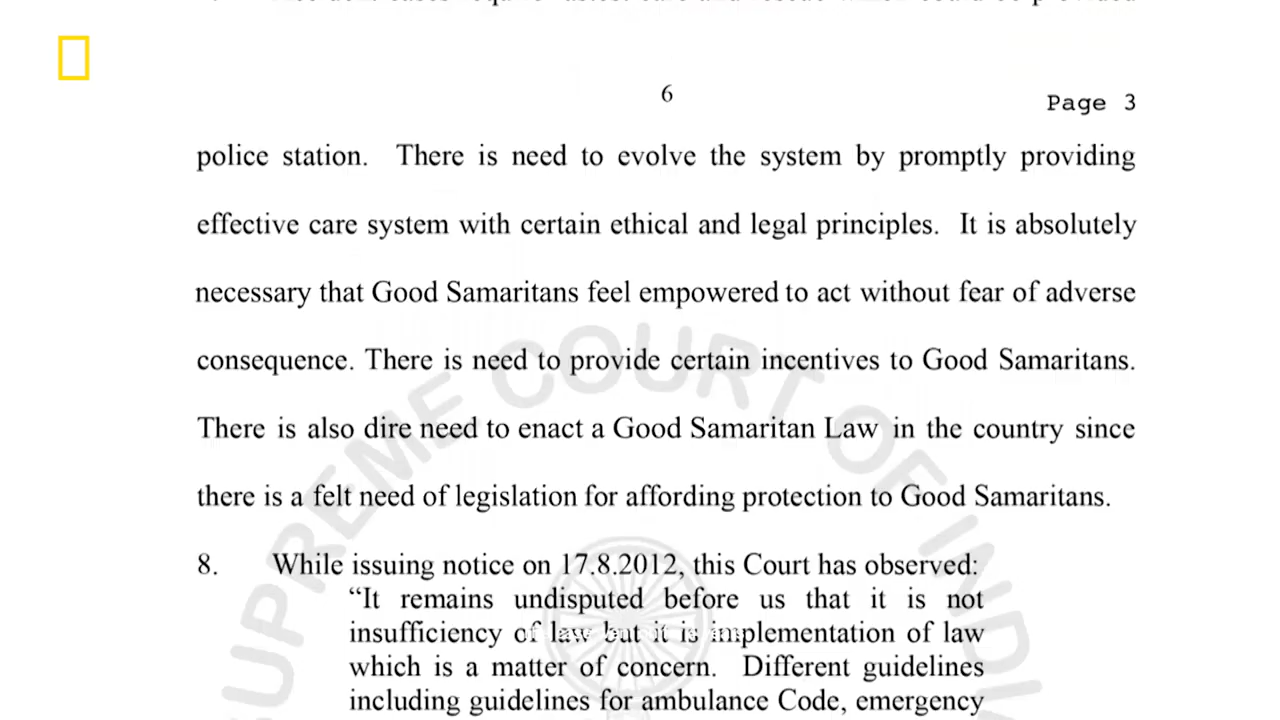 6
Page 3
police station. There is need to evolve the system by promptly providing
effective care system with certain ethical and legal principles. It is absolutely
necessary that Good Samaritans feel empowered to act without fear of adverse
consequence. There is need to provide certain incentives to Good Samaritans.
There is also dire need to enact a Good Samaritan Law in the country since
there is a felt need of legislation for affording protection to Good Samaritans.
SUPREME COURT OF INDIA
8. While issuing notice on 17.8.2012, this Court has observed:
“It remains undisputed before us that it is not
insufficiency of law but it is implementation of law
which is a matter of concern. Different guidelines
including guidelines for ambulance Code, emergency